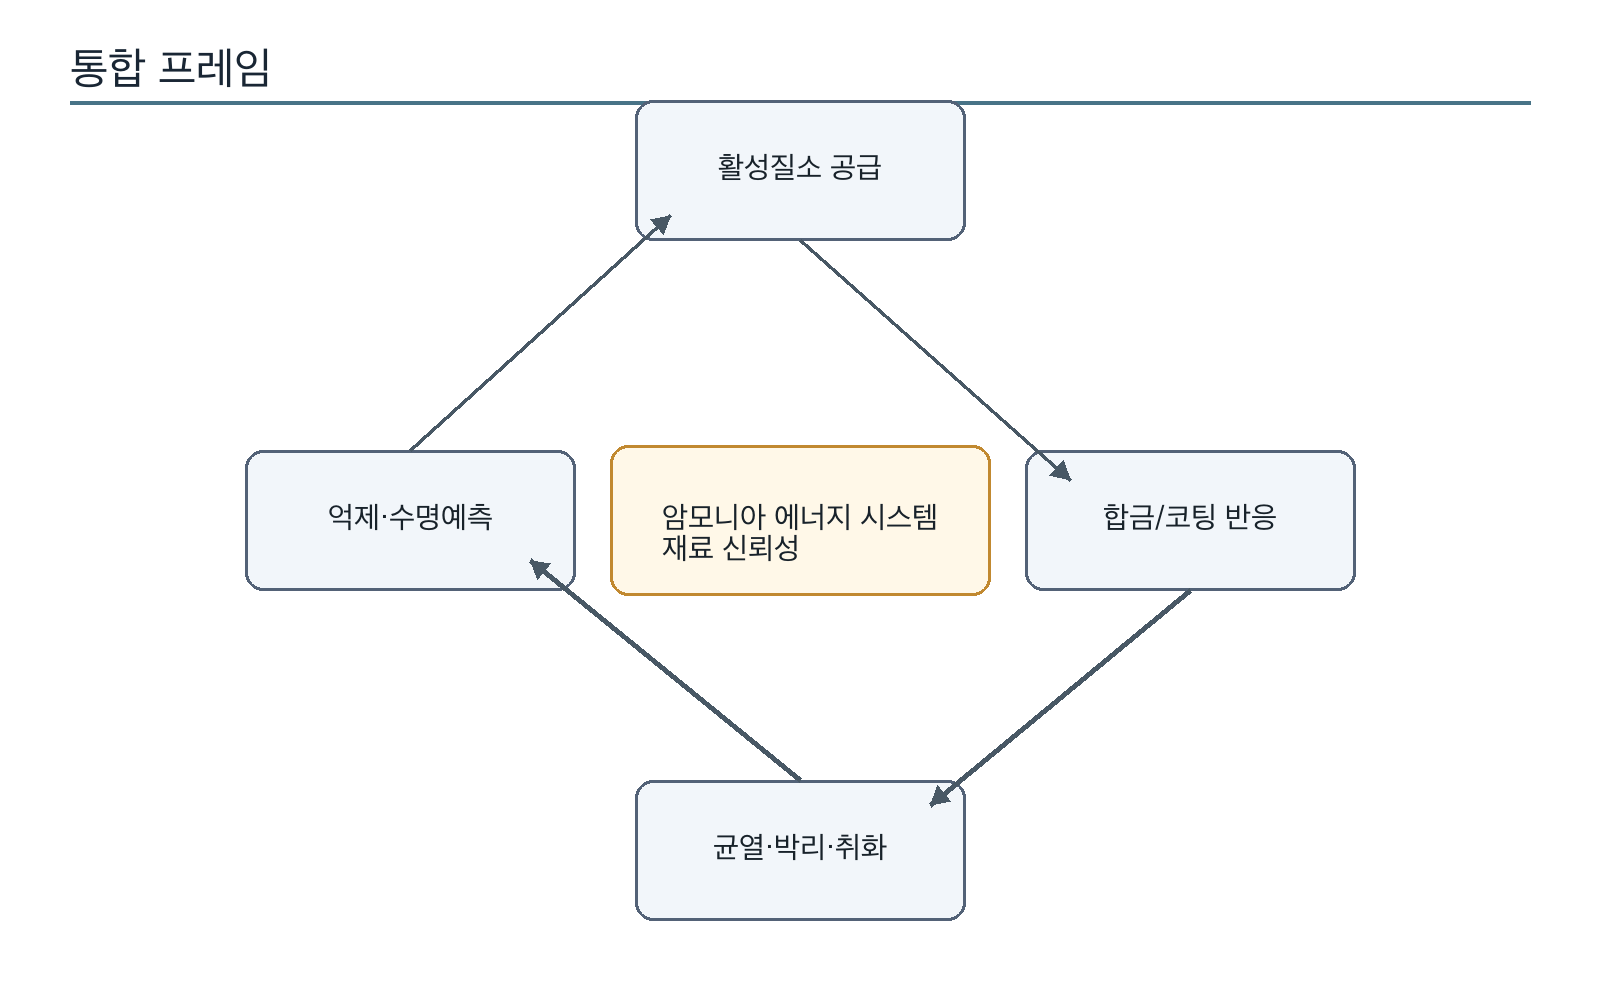 통합 프레임
활성질소 공급
억제·수명예측
암모니아 에너지 시스템
재료 신뢰성
합금/코팅 반응
균열·박리·취화